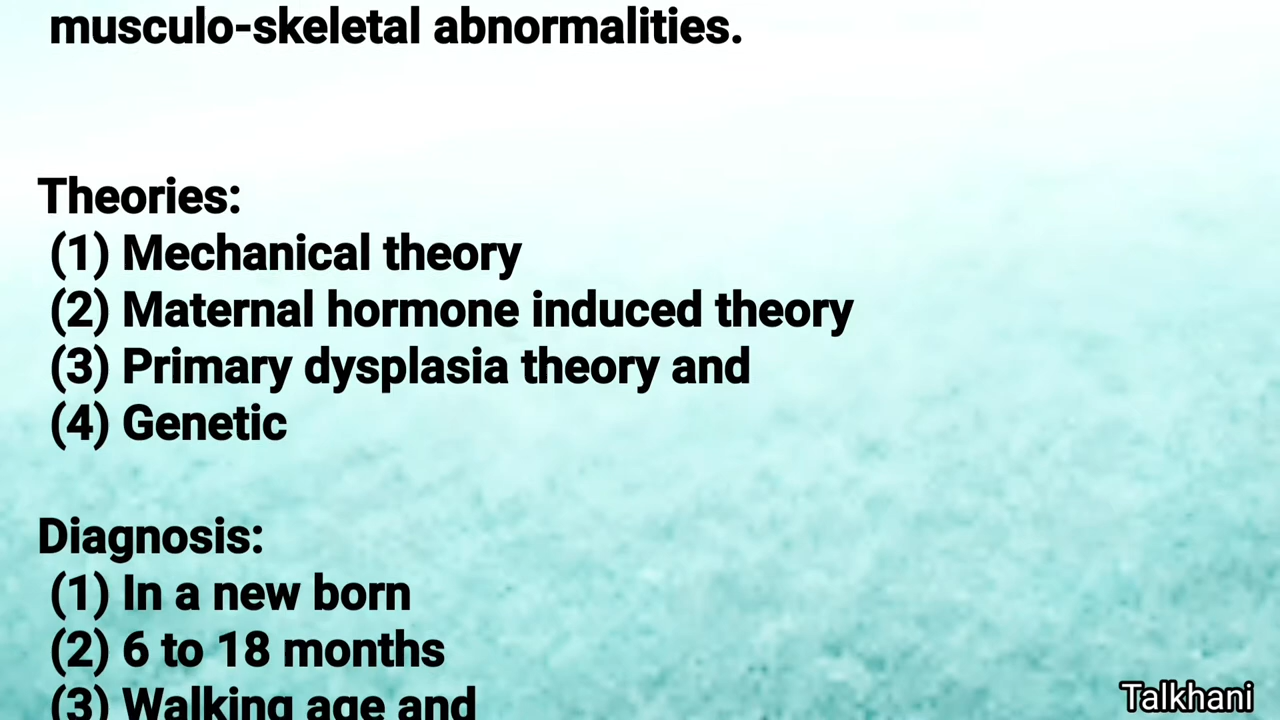 musculo-skeletal abnormalities.
Theories:
(1) Mechanical theory
(2) Maternal hormone induced theory
(3) Primary dysplasia theory and
(4) Genetic
Diagnosis:
(1) In a new born
(2) 6 to 18 months
(3) Walking age and
Talkhani